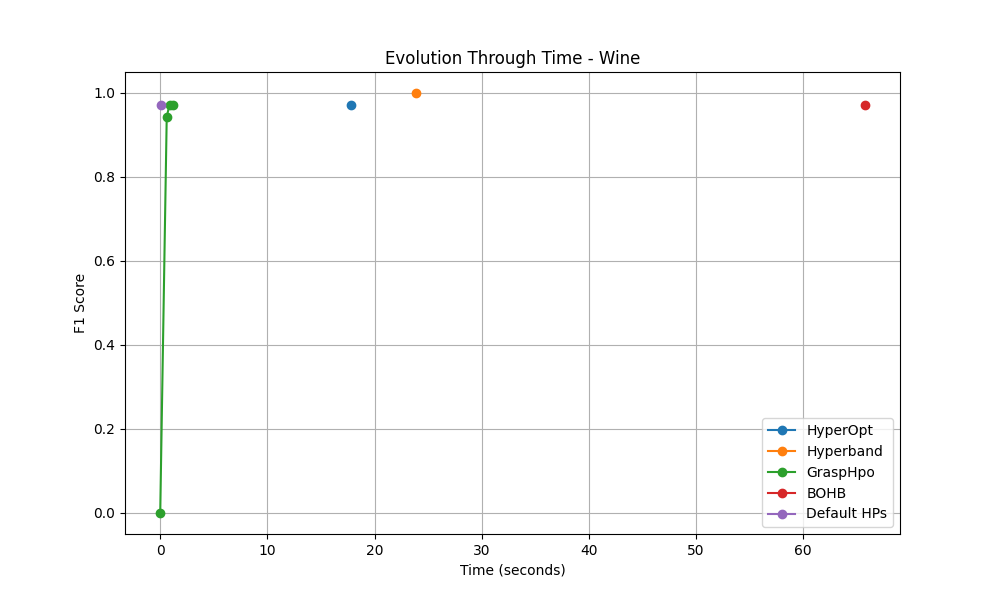 Evolution Through Time - Wine
F1 Score
1.0
0.8
0.6
0.4
0.2
0.0
0 10 20 30 40 50 60
Time (seconds)
HyperOpt
Hyperband
GraspHpo
BOHB
Default HPs